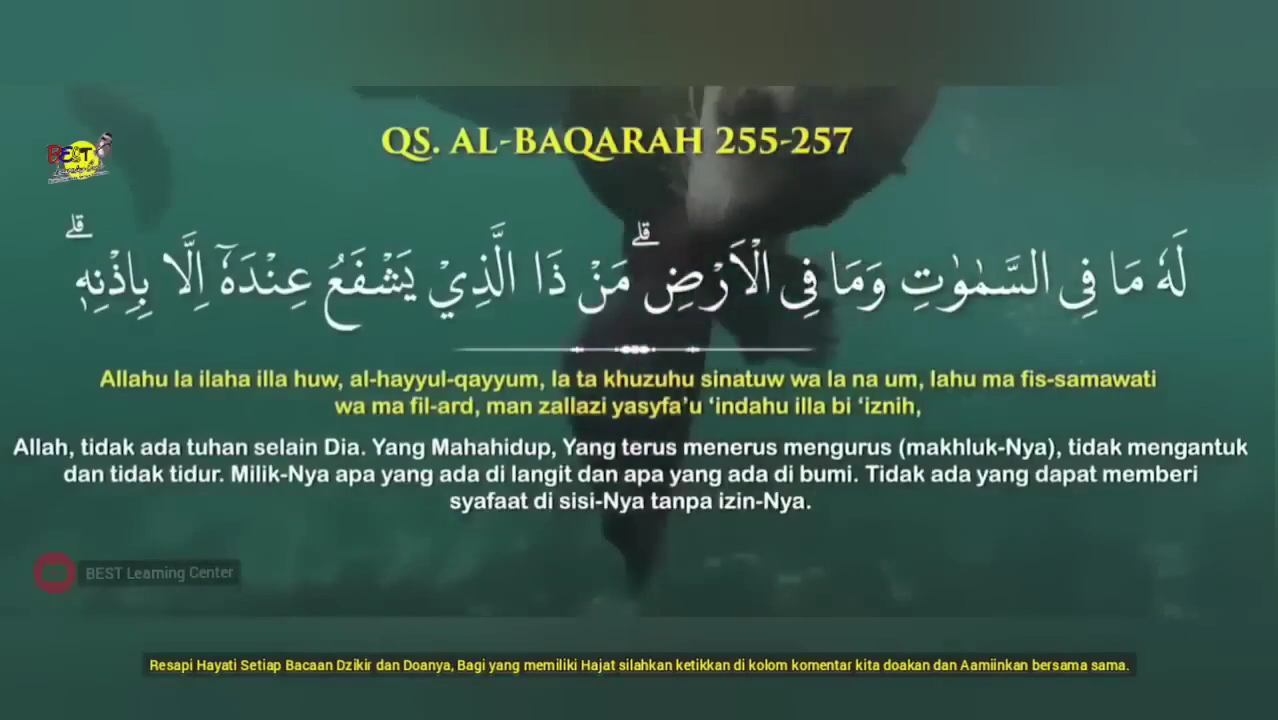 BEST
QS. AL-BAQARAH 255-257
لَهٗ مَا فِى السَّمٰوٰتِ وَمَا فِى الْاَرْضِۗ مَنْ ذَا الَّذِيْ يَشْفَعُ عِنْدَهٗٓ اِلَّا بِاِذْنِهٖۗ
Allahu la ilaha illa huw, al-hayyul-qayyum, la ta khuzuhu sinatuw wa la na um, lahu ma fis-samawati
wa ma fil-ard, man zallazi yasyfa’u ‘indahu illa bi ‘iznih,
Allah, tidak ada tuhan selain Dia. Yang Mahahidup, Yang terus menerus mengurus (makhluk-Nya), tidak mengantuk
dan tidak tidur. Milik-Nya apa yang ada di langit dan apa yang ada di bumi. Tidak ada yang dapat memberi
syafaat di sisi-Nya tanpa izin-Nya.
BEST Learning Center
Resapi Hayati Setiap Bacaan Dzikir dan Doanya, Bagi yang memiliki Hajat silahkan ketikkan di kolom komentar kita doakan dan Aamiinkan bersama sama.